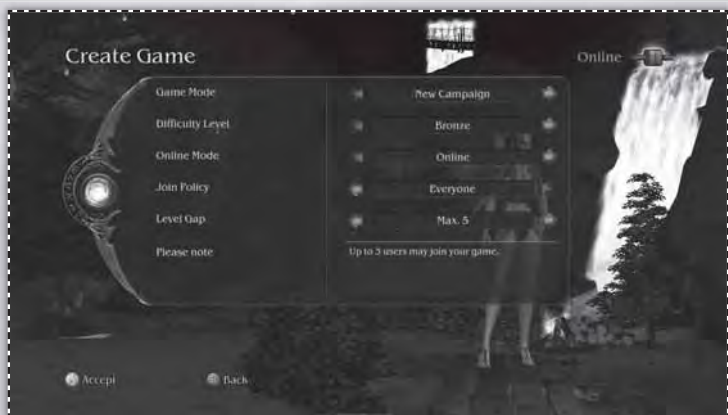 Create Game
Online
Game Mode New Campaign
Difficulty Level Bronze
Online Mode Online
Join Policy Everyone
Level Gap Max. 5
Please note Up to 3 users may join your game.
Accept Back